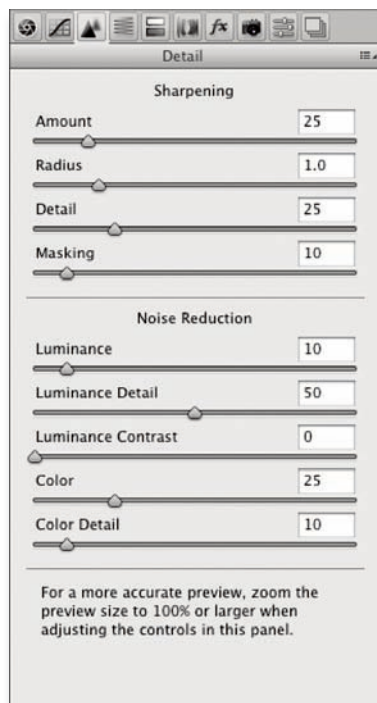 fx
Detail
Sharpening
Amount 25
Radius 1.0
Detail 25
Masking 10
Noise Reduction
Luminance 10
Luminance Detail 50
Luminance Contrast 0
Color 25
Color Detail 10
For a more accurate preview, zoom the
preview size to 100% or larger when
adjusting the controls in this panel.